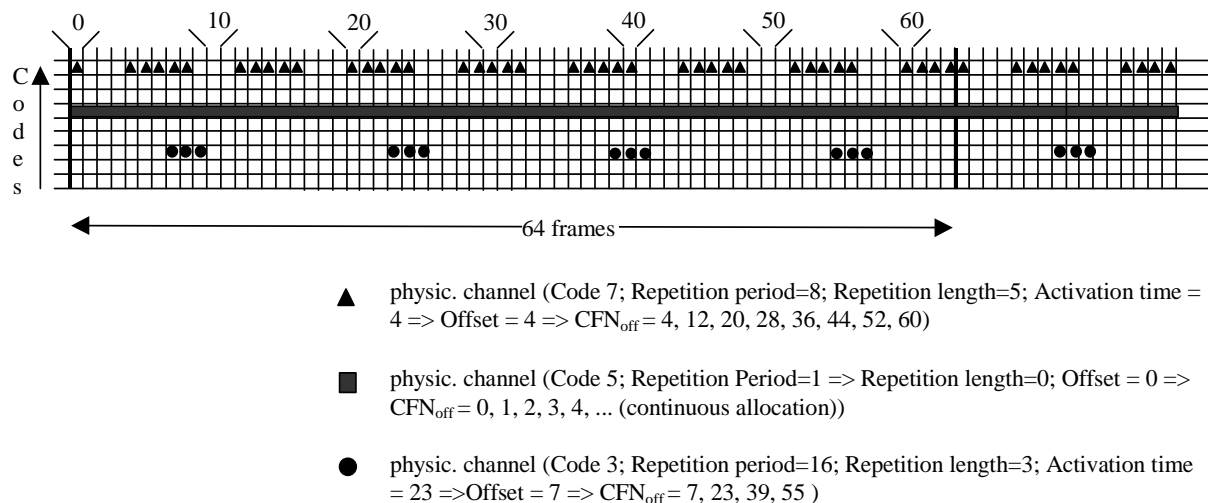 0 10 20 30 40 50 60
C
o
d
e
s
64 frames
physic. channel (Code 7; Repetition period=8; Repetition length=5; Activation time =
4 => Offset = 4 => CFNoff = 4, 12, 20, 28, 36, 44, 52, 60)
physic. channel (Code 5; Repetition Period=1 => Repetition length=0; Offset = 0 =>
CFNoff = 0, 1, 2, 3, 4, ... (continuous allocation))
physic. channel (Code 3; Repetition period=16; Repetition length=3; Activation time
= 23 =>Offset = 7 => CFNoff = 7, 23, 39, 55 )